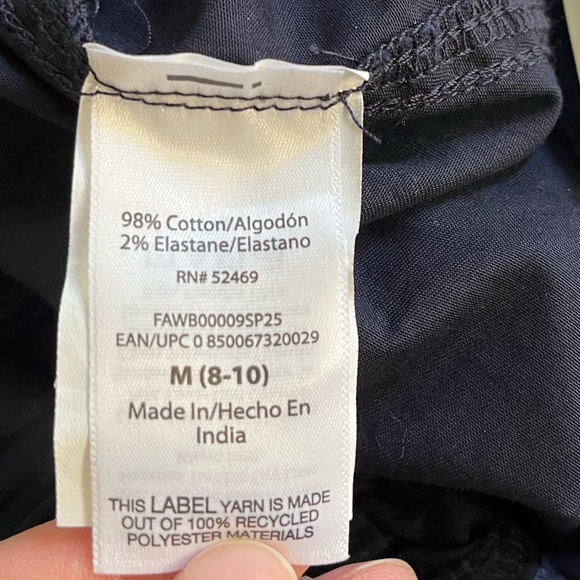 98% Cotton/Algodón
2% Elastane/Elastano
RN# 52469
FAWB00009SP25
EAN/UPC 0 850067320029
M (8-10)
Made In/Hecho En
India
THIS LABEL YARN IS MADE
OUT OF 100% RECYCLED
POLYESTER MATERIALS